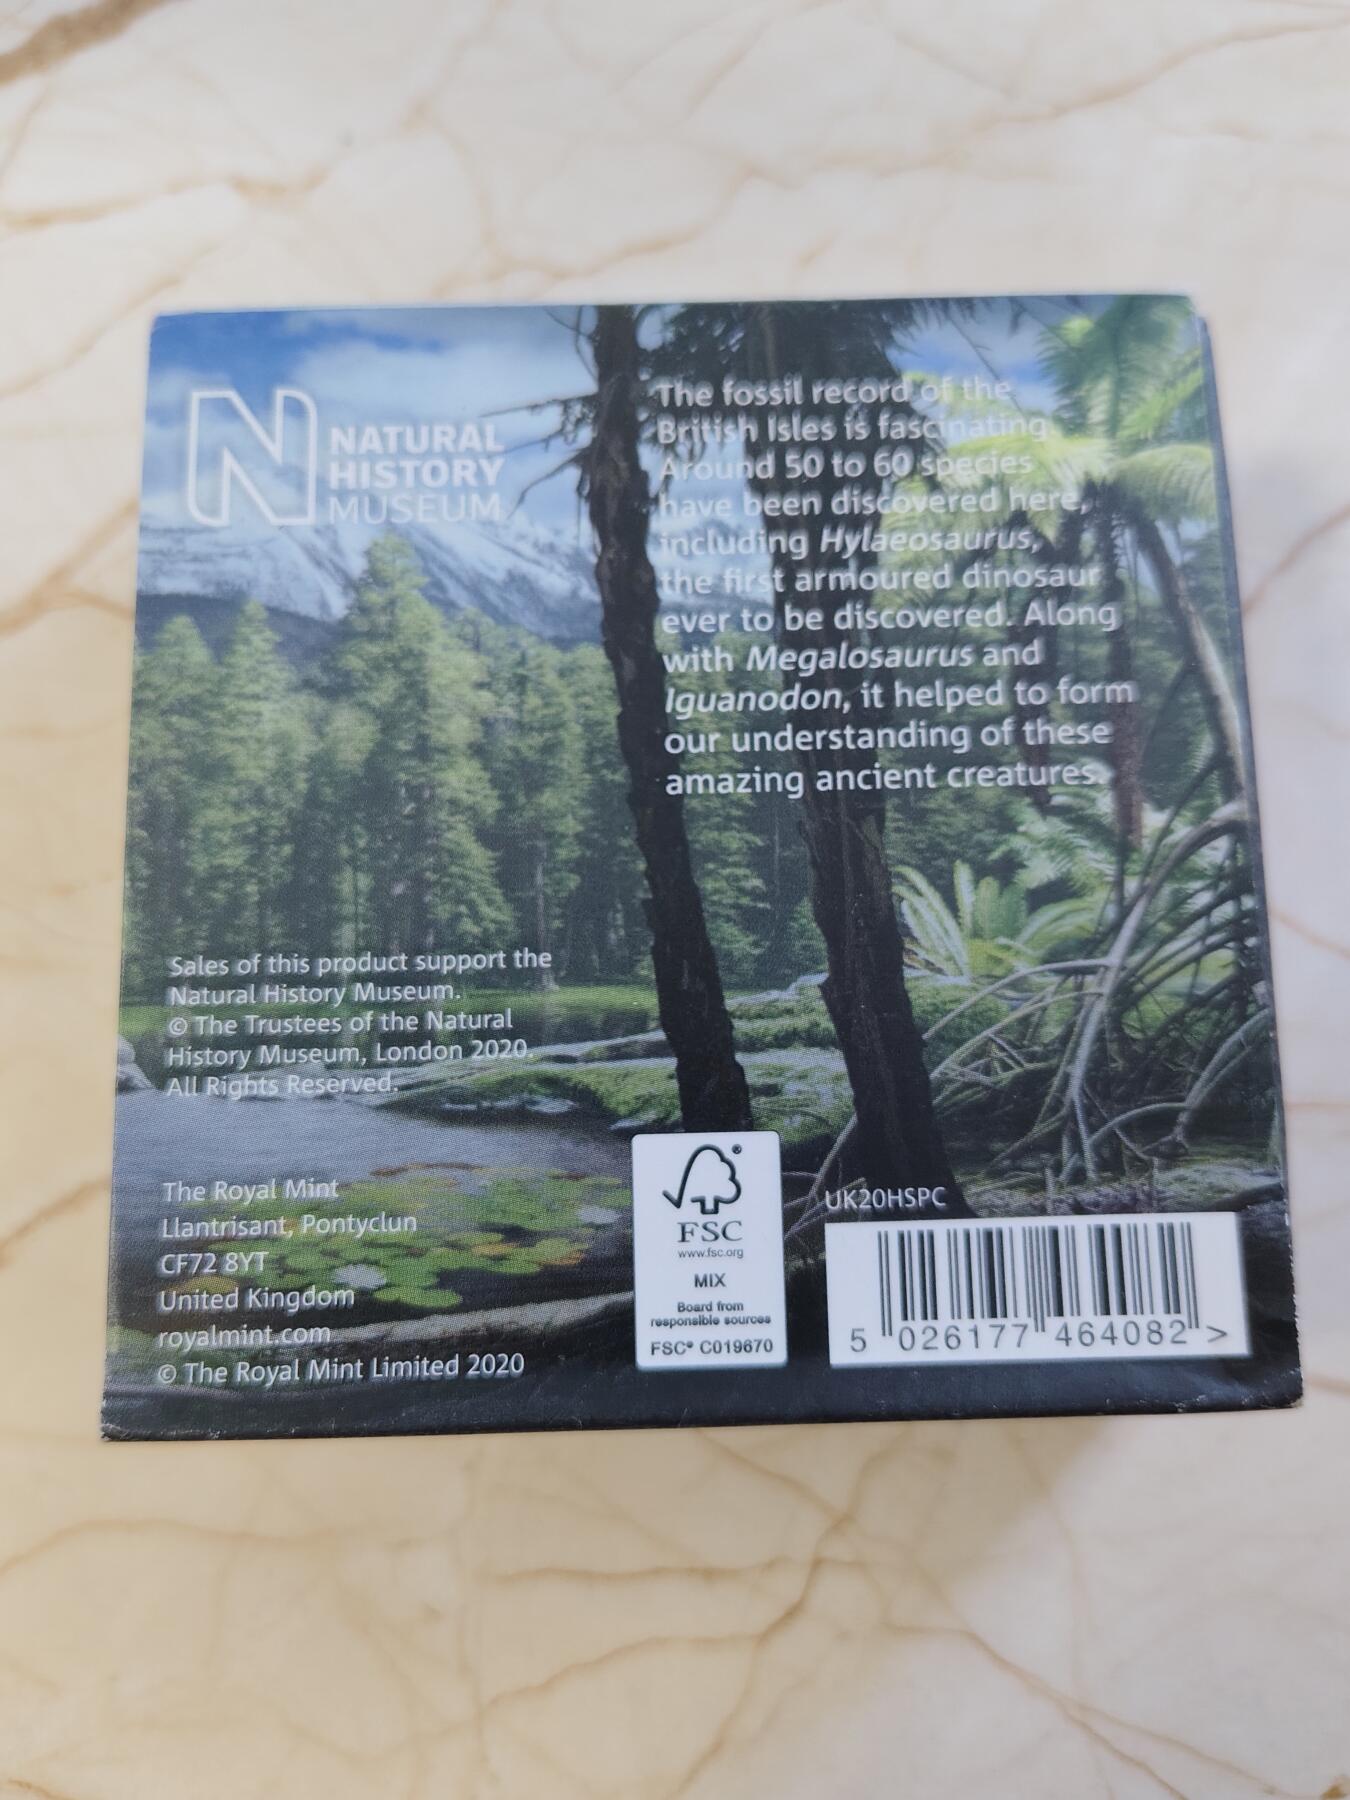 NATURAL
HISTORY
MUSEUM
The fossil record of the
British Isles is fascinating
Around 50 to 60 species
have been discovered here,
including Hylaeosaurus,
the first armoured dinosaur
ever to be discovered. Along
with Megalosaurus and
Iguanodon, it helped to form
our understanding of these
amazing ancient creatures.
Sales of this product support the
Natural History Museum.
© The Trustees of the Natural
History Museum, London 2020.
All Rights Reserved.
The Royal Mint
Llantrisant, Pontyclun
CF72 8YT
United Kingdom
royalmint.com
© The Royal Mint Limited 2020
FSC
www.fsc.org
MIX
Board from
responsible sources
FSC® C019670
UK20HSPC
5 026177 464082 >